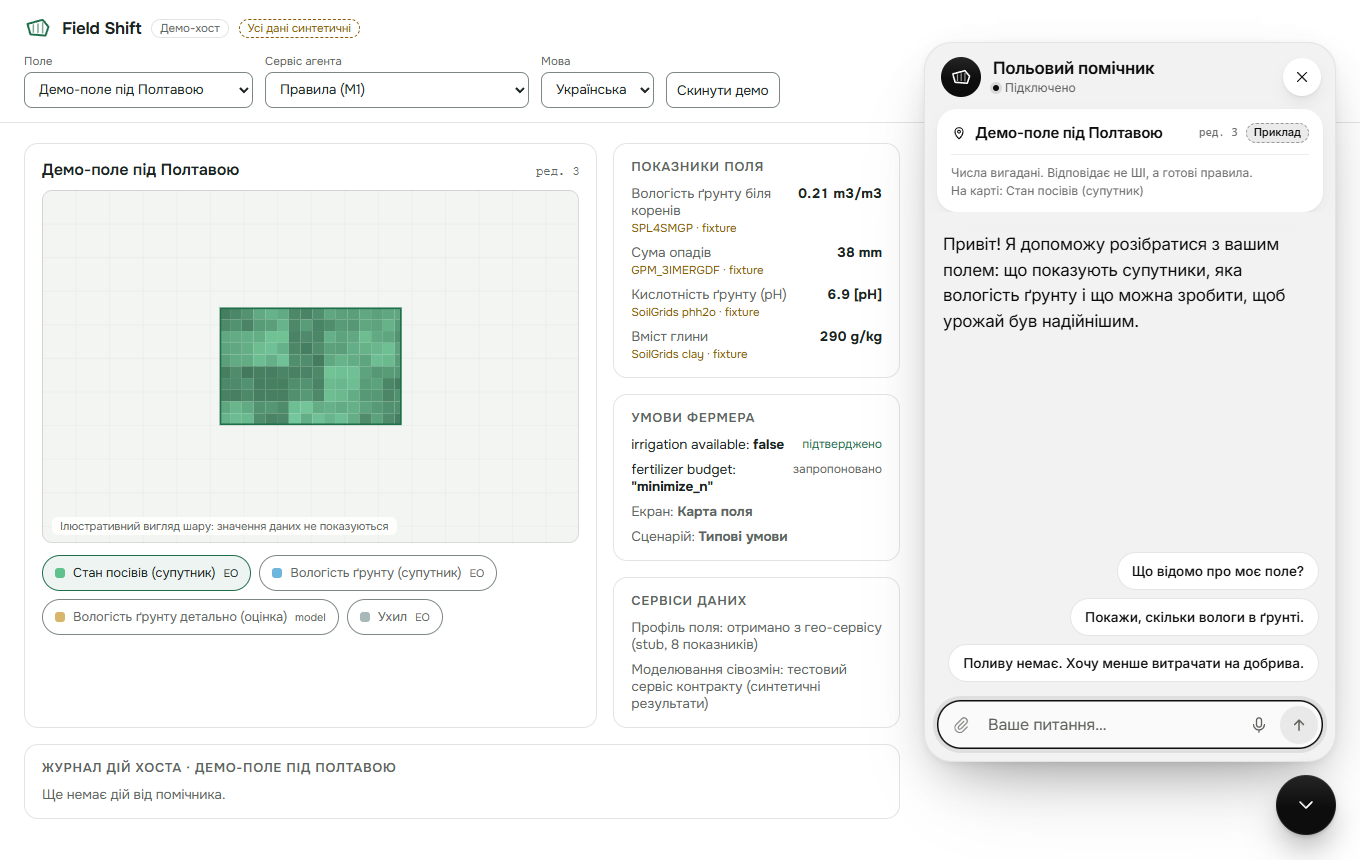 Field Shift
Демо-хост
Усі дані синтетичні
Поле
Сервіс агента
Мова
Демо-поле під Полтавою
Правила (M1)
Українська
Скинути демо
Демо-поле під Полтавою
ред. 3
Ілюстративний вигляд шару: значення даних не показуються
Стан посівів (супутник) EO
Вологість ґрунту (супутник) EO
Вологість ґрунту детально (оцінка) model
Ухил EO
ПОКАЗНИКИ ПОЛЯ
Вологість ґрунту біля
коренів
0.21 m3/m3
SPL4SMGP · fixture
Сума опадів
38 mm
GPM_3IMERGDF · fixture
Кислотність ґрунту (pH)
6.9 [pH]
SoilGrids phh2o · fixture
Вміст глини
290 g/kg
SoilGrids clay · fixture
УМОВИ ФЕРМЕРА
irrigation available: false
підтверджено
fertilizer budget:
"minimize_n"
запропоновано
Екран: Карта поля
Сценарій: Типові умови
СЕРВІСИ ДАНИХ
Профіль поля: отримано з гео-сервісу
(stub, 8 показників)
Моделювання сівозмін: тестовий
сервіс контракту (синтетичні
результати)
ЖУРНАЛ ДІЙ ХОСТА · ДЕМО-ПОЛЕ ПІД ПОЛТАВОЮ
Ще немає дій від помічника.
Польовий помічник
Підключено
Демо-поле під Полтавою
ред. 3
Приклад
Числа вигадані. Відповідає не ШІ, а готові правила.
На карті: Стан посівів (супутник)
Привіт! Я допоможу розібратися з вашим
полем: що показують супутники, яка
вологість ґрунту і що можна зробити, щоб
урожай був надійнішим.
Що відомо про моє поле?
Покажи, скільки вологи в ґрунті.
Поливу немає. Хочу менше витрачати на добрива.
Ваше питання...